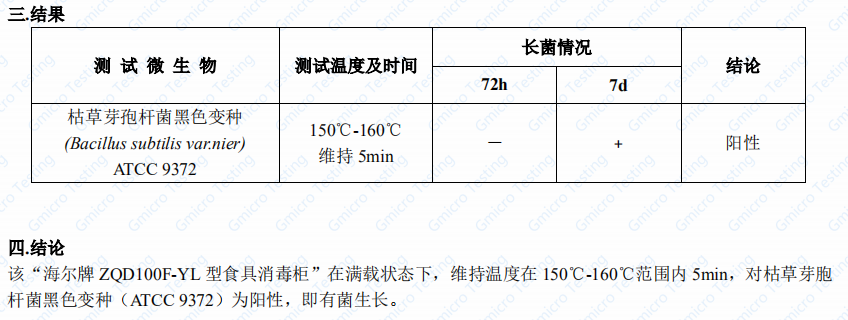 三.结果
测 试 微 生 物
测试温度及时间
长菌情况
结论
72h
7d
枯草芽孢杆菌黑色变种
(Bacillus subtilis var.nier)
ATCC 9372
150℃-160℃
维持 5min
－
+
阳性
四.结论
该“海尔牌 ZQD100F-YL 型食具消毒柜”在满载状态下，维持温度在 150℃-160℃范围内 5min，对枯草芽胞
杆菌黑色变种（ATCC 9372）为阳性，即有菌生长。
Gmicro Testing